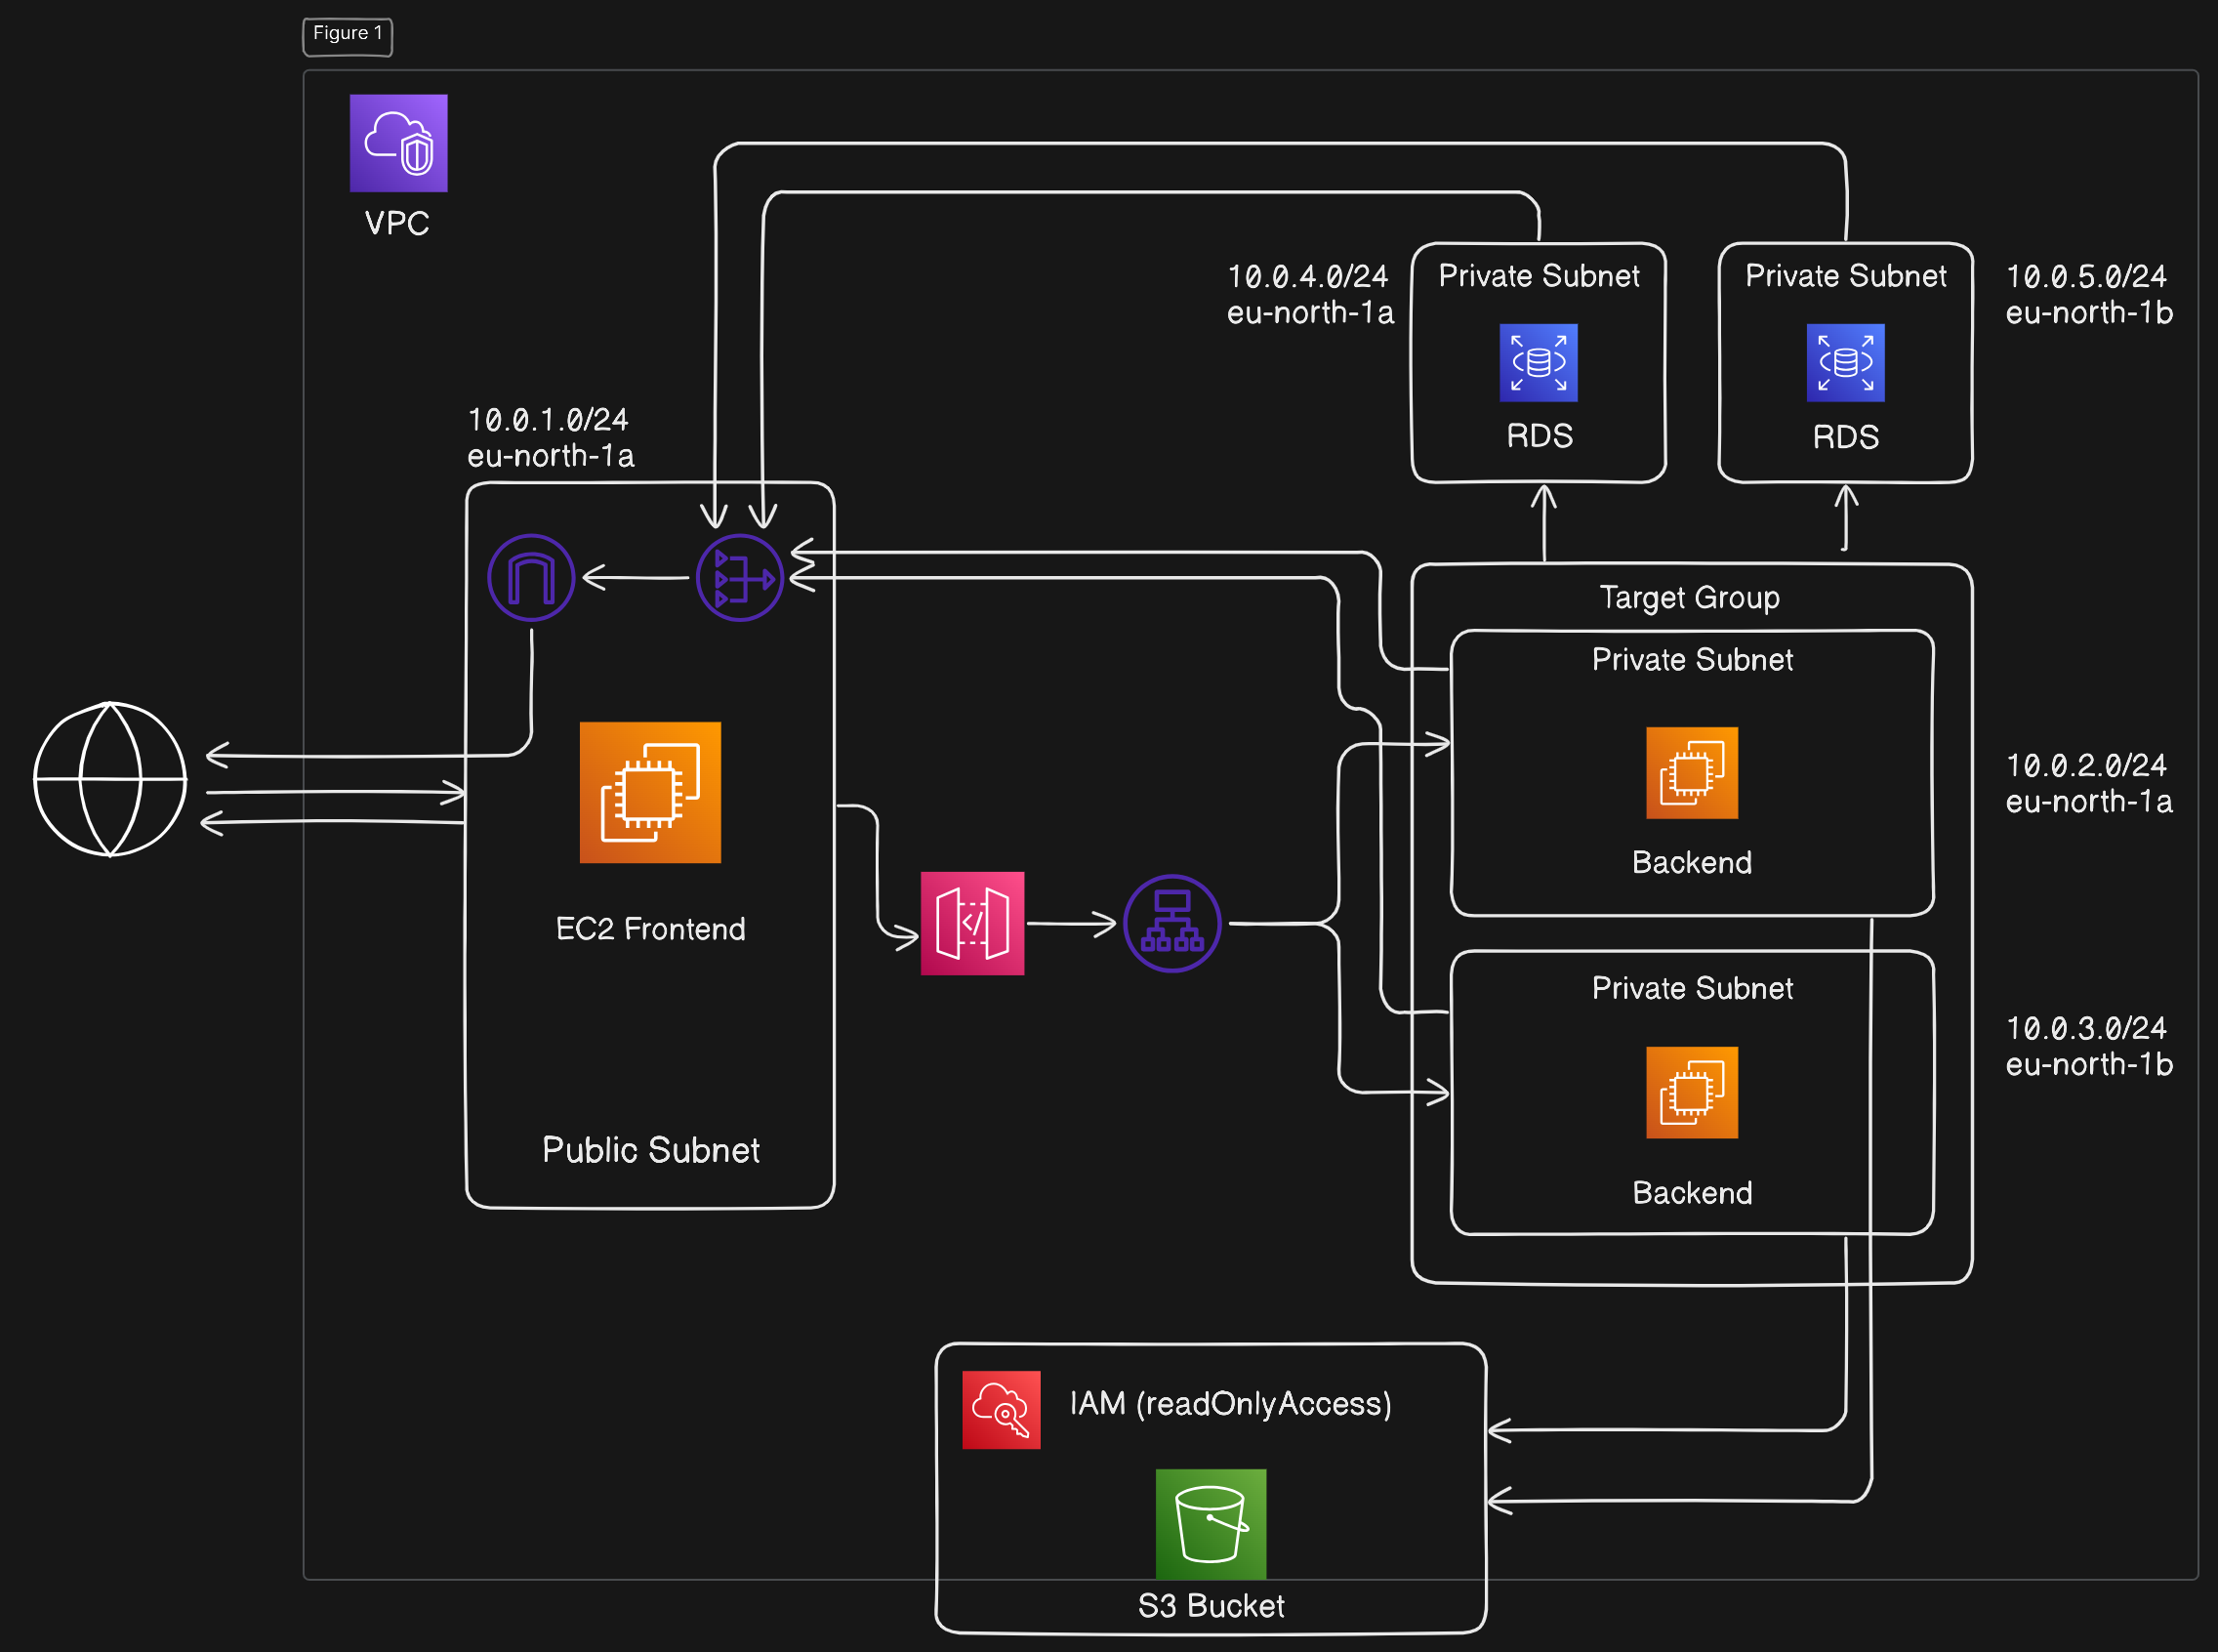 Figure 1
VPC
10.0.4.0/24
eu-north-1a
Private Subnet
RDS
Private Subnet
RDS
10.0.5.0/24
eu-north-1b
10.0.1.0/24
eu-north-1a
EC2 Frontend
Public Subnet
</>
Target Group
Private Subnet
Backend
10.0.2.0/24
eu-north-1a
Private Subnet
Backend
10.0.3.0/24
eu-north-1b
IAM (readOnlyAccess)
S3 Bucket